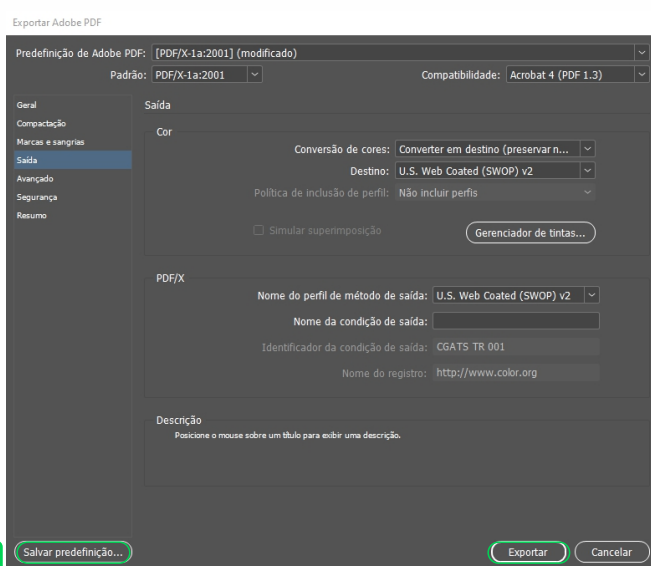 Exportar Adobe PDF
Predefinição de Adobe PDF: [PDF/X-1a:2001] (modificado)
Padrão: PDF/X-1a:2001 Compatibilidade: Acrobat 4 (PDF 1.3)
Geral
Compactação
Marcas e sangrias
Saída
Avançado
Segurança
Resumo
Saída
Cor
Conversão de cores: Converter em destino (preservar n...
Destino: U.S. Web Coated (SWOP) v2
Política de inclusão de perfil: Não incluir perfis
Simular superimposição Gerenciador de tintas...
PDF/X
Nome do perfil de método de saída: U.S. Web Coated (SWOP) v2
Nome da condição de saída:
Identificador da condição de saída: CGATS TR 001
Nome do registro: http://www.color.org
Descrição
Posicione o mouse sobre um título para exibir uma descrição.
Salvar predefinição... Exportar Cancelar